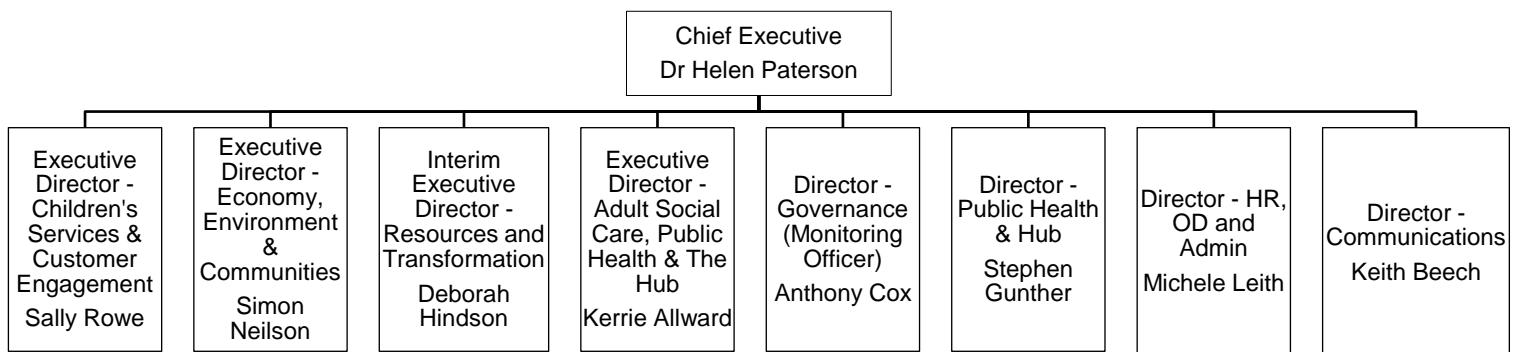 Chief Executive
Dr Helen Paterson
Executive
Director -
Children's
Services &
Customer
Engagement
Sally Rowe
Executive
Director -
Economy,
Environment
&
Communities
Simon
Neilson
Interim
Executive
Director -
Resources and
Transformation
Deborah
Hindson
Executive
Director -
Adult Social
Care, Public
Health & The
Hub
Kerrie Allward
Director -
Governance
(Monitoring
Officer)
Anthony Cox
Director -
Public Health
& Hub
Stephen
Gunther
Director - HR,
OD and
Admin
Michele Leith
Director -
Communications
Keith Beech